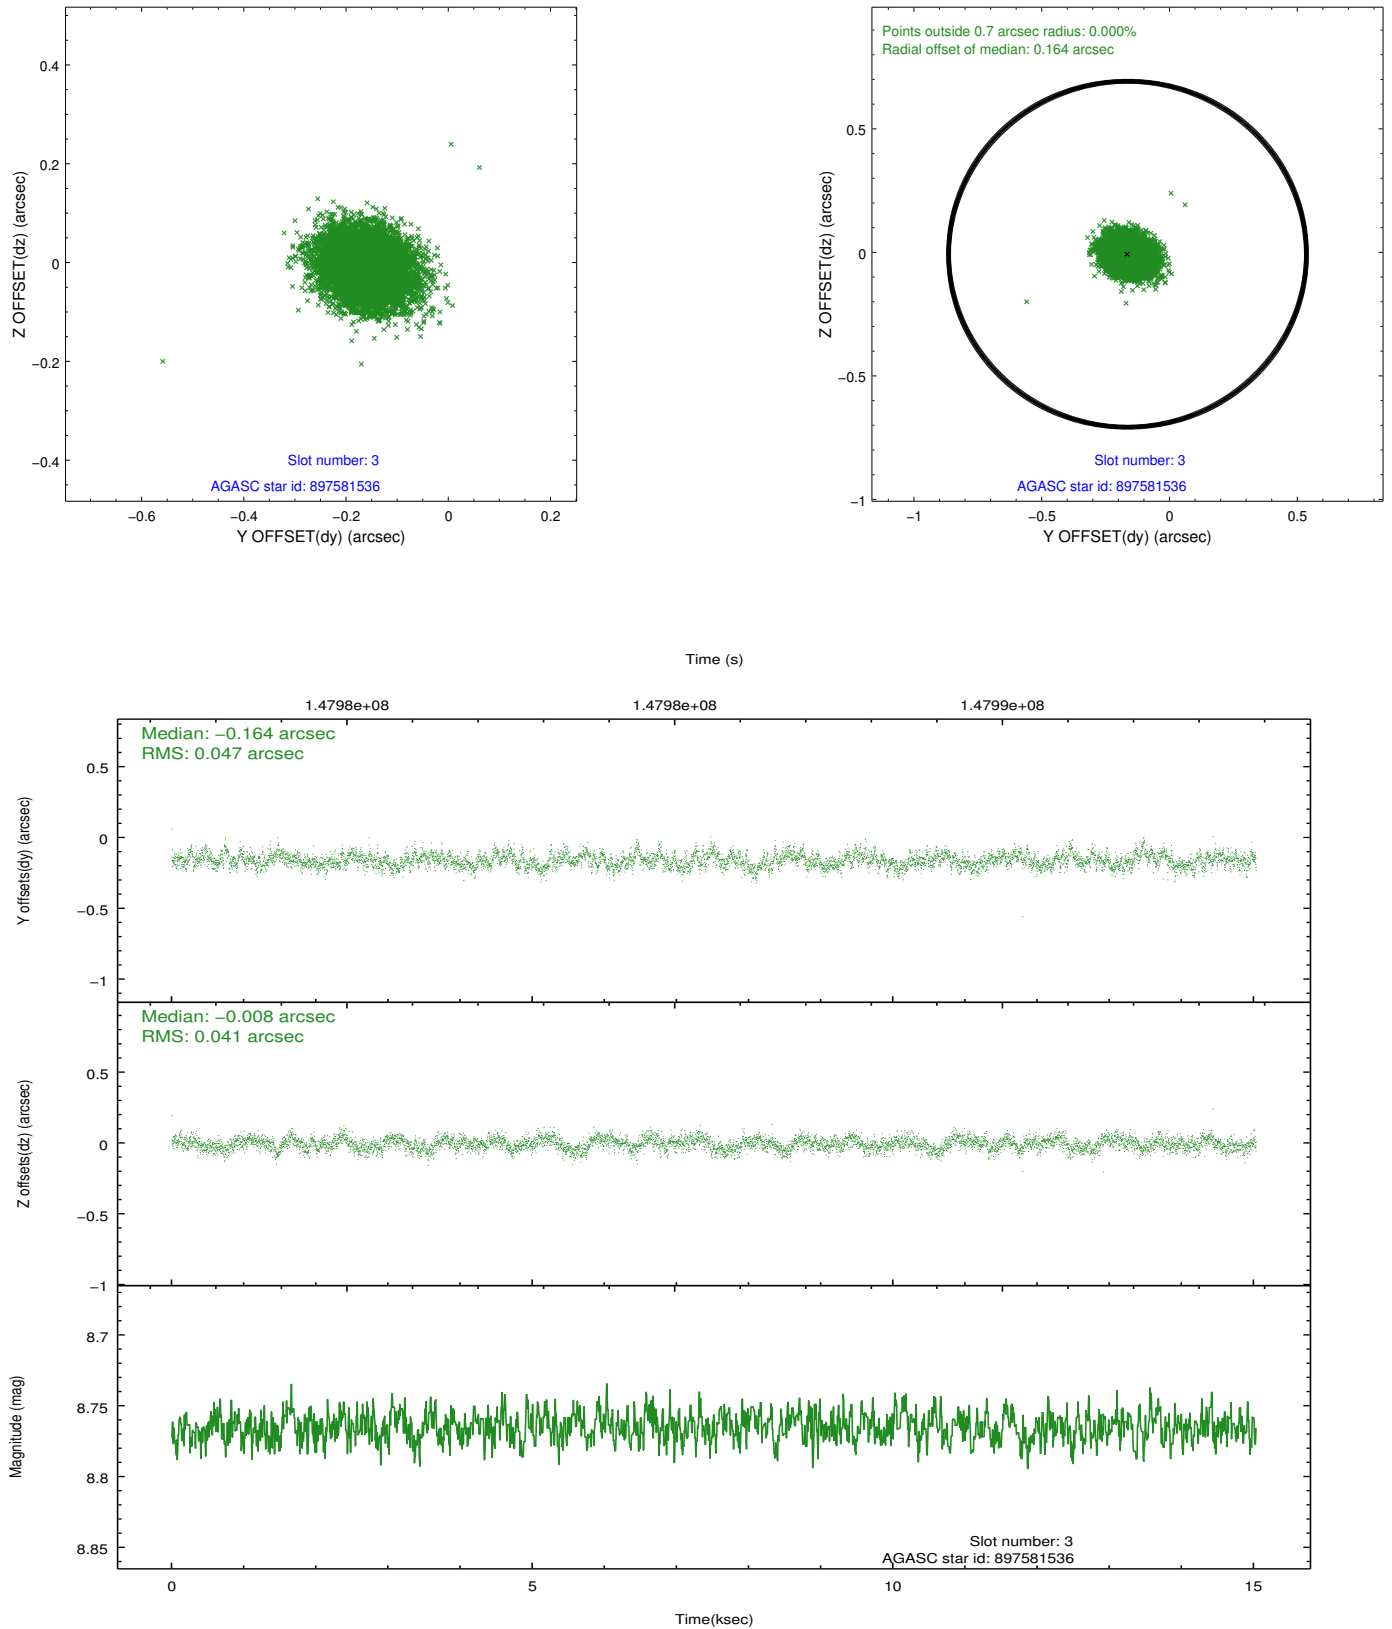 0.4
0.2
0
−0.2
−0.4
Z OFFSET(dz) (arcsec)
Slot number: 3
AGASC star id: 897581536
−0.6
−0.4
−0.2
0
0.2
Y OFFSET(dy) (arcsec)
Points outside 0.7 arcsec radius: 0.000%
Radial offset of median: 0.164 arcsec
0.5
0
−0.5
−1
Z OFFSET(dz) (arcsec)
Slot number: 3
AGASC star id: 897581536
−1
−0.5
0
0.5
Y OFFSET(dy) (arcsec)
Time (s)
1.4798e+08
1.4798e+08
1.4799e+08
Median: −0.164 arcsec
RMS: 0.047 arcsec
0.5
0
−0.5
−1
Y offsets(dy) (arcsec)
Median: −0.008 arcsec
RMS: 0.041 arcsec
0.5
0
−0.5
−1
Z offsets(dz) (arcsec)
8.7
8.75
8.8
8.85
Magnitude (mag)
Slot number: 3
AGASC star id: 897581536
0
5
10
15
Time(ksec)